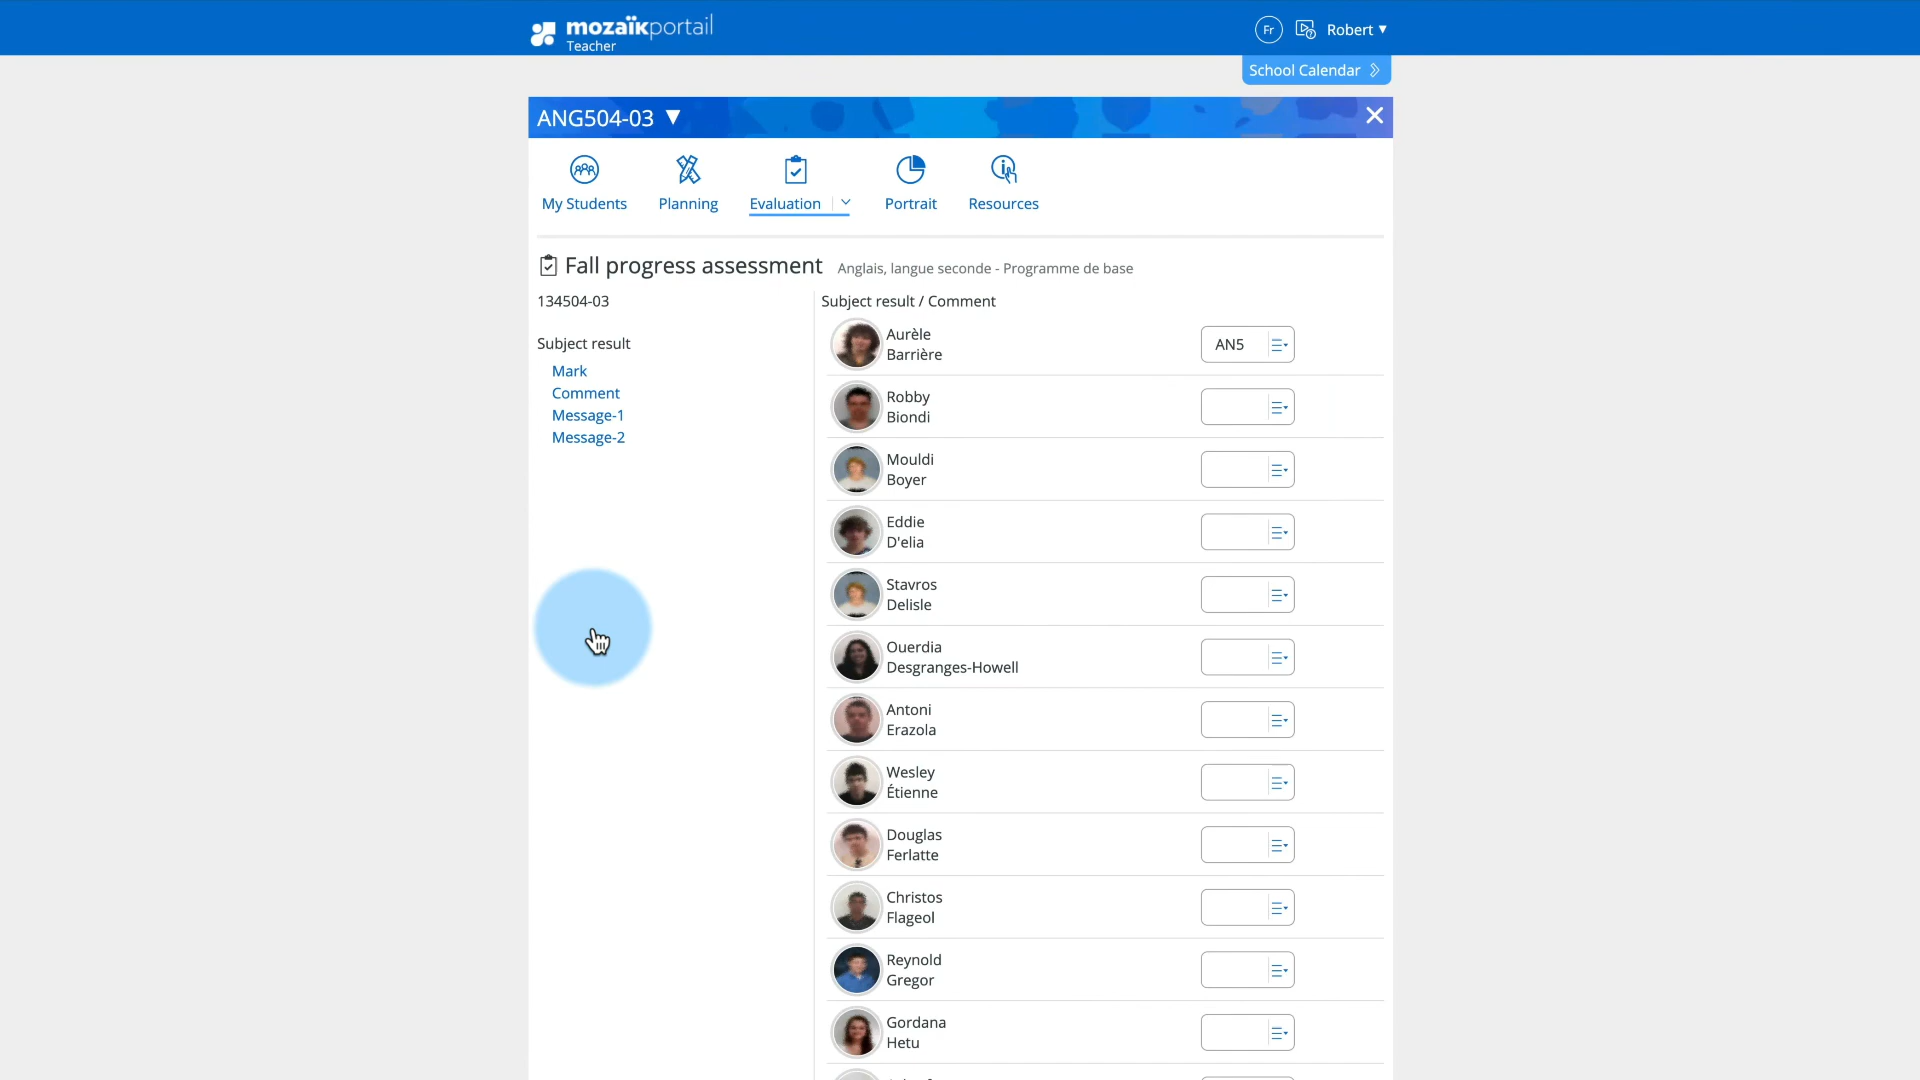 mozaïkportail
Teacher
Fr
Robert ▼
School Calendar
ANG504-03 ▼
My Students
Planning
Evaluation
Portrait
Resources
Fall progress assessment Anglais, langue seconde - Programme de base
134504-03
Subject result
Mark
Comment
Message-1
Message-2
Subject result / Comment
Aurèle
Barrière
AN5
Robby
Biondi
Mouldi
Boyer
Eddie
D'elia
Stavros
Delisle
Ouerdia
Desgranges-Howell
Antoni
Erazola
Wesley
Étienne
Douglas
Ferlatte
Christos
Flageol
Reynold
Gregor
Gordana
Hetu